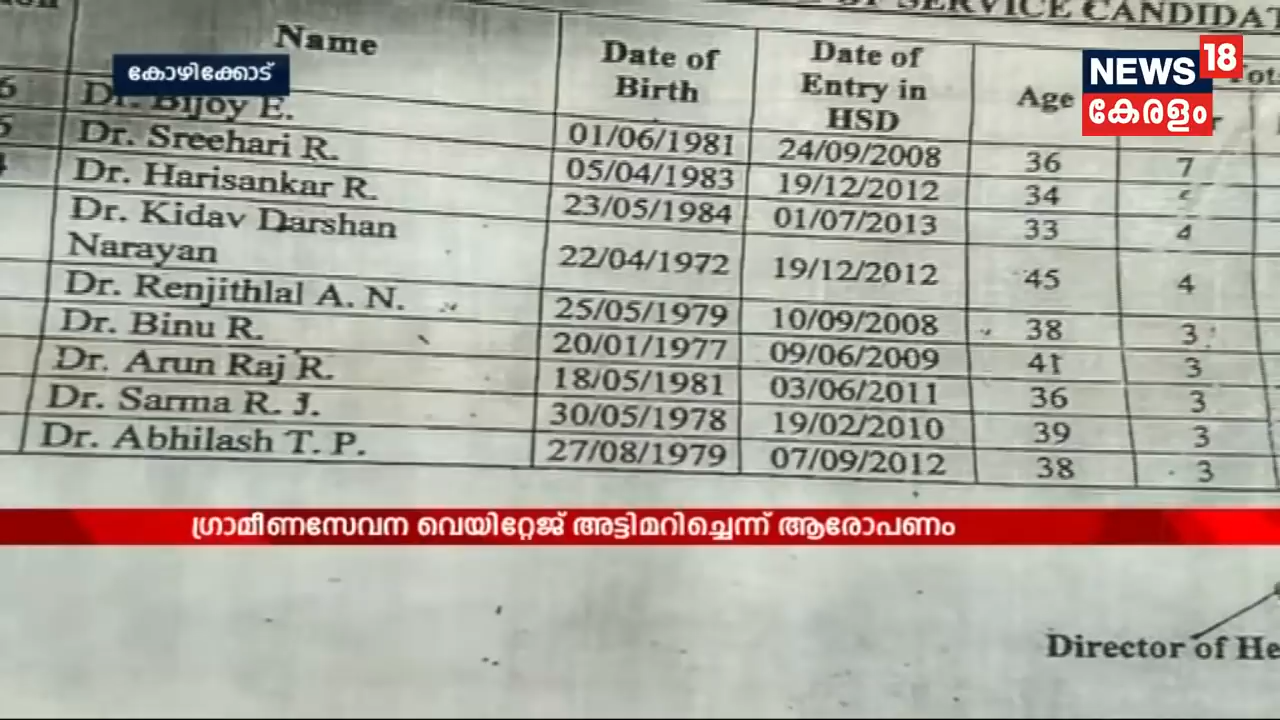 SERVICE CANDIDAT
Name
Date of
Birth
Date of
Entry in
HSD
Age
NEWS 18
കേരളം
കോഴിക്കോട്
Dr. Bijoy E. 01/06/1981 24/09/2008 36 7
Dr. Sreehari R. 05/04/1983 19/12/2012 34
Dr. Harisankar R. 23/05/1984 01/07/2013 33 4
Dr. Kidav Darshan
Narayan 22/04/1972 19/12/2012 45 4
Dr. Renjithlal A. N. 25/05/1979 10/09/2008 38 3
Dr. Binu R. 20/01/1977 09/06/2009 41 3
Dr. Arun Raj R. 18/05/1981 03/06/2011 36 3
Dr. Sarma R. J. 30/05/1978 19/02/2010 39 3
Dr. Abhilash T. P. 27/08/1979 07/09/2012 38 3
ഗ്രാമീണസേവന വെയിറ്റേജ് അട്ടിമറിച്ചെന്ന് ആരോപണം
Director of He